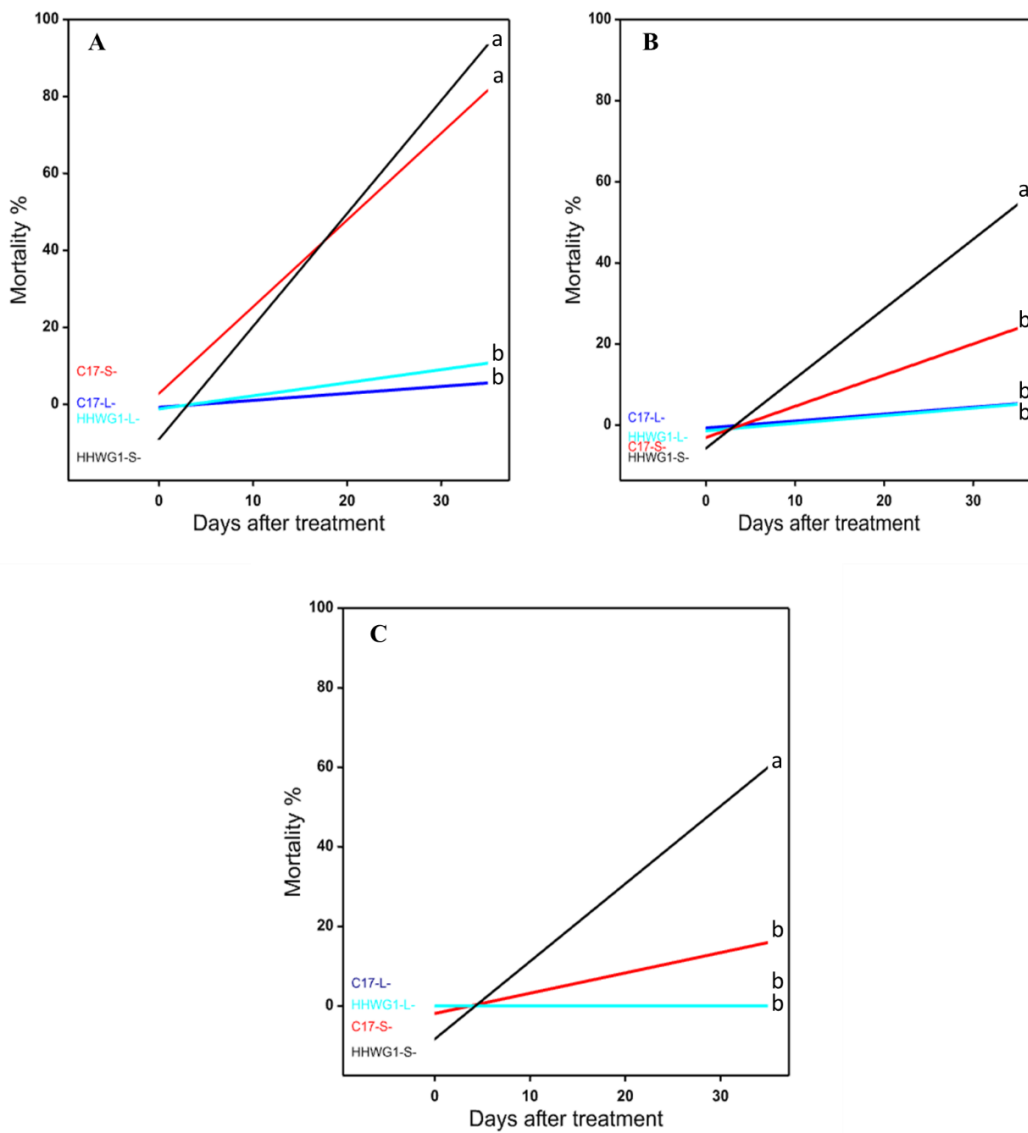 A
100
80
60
40
20
0
Mortality %
C17-S-
C17-L-
HHWG1-L-
HHWG1-S-
a
a
b
b
0 10 20 30
Days after treatment
B
100
80
60
40
20
0
Mortality %
C17-L-
HHWG1-L-
C17-S-
HHWG1-S-
a
b
b
b
0 10 20 30
Days after treatment
C
100
80
60
40
20
0
Mortality %
C17-L-
HHWG1-L-
C17-S-
HHWG1-S-
a
b
b
b
0 10 20 30
Days after treatment